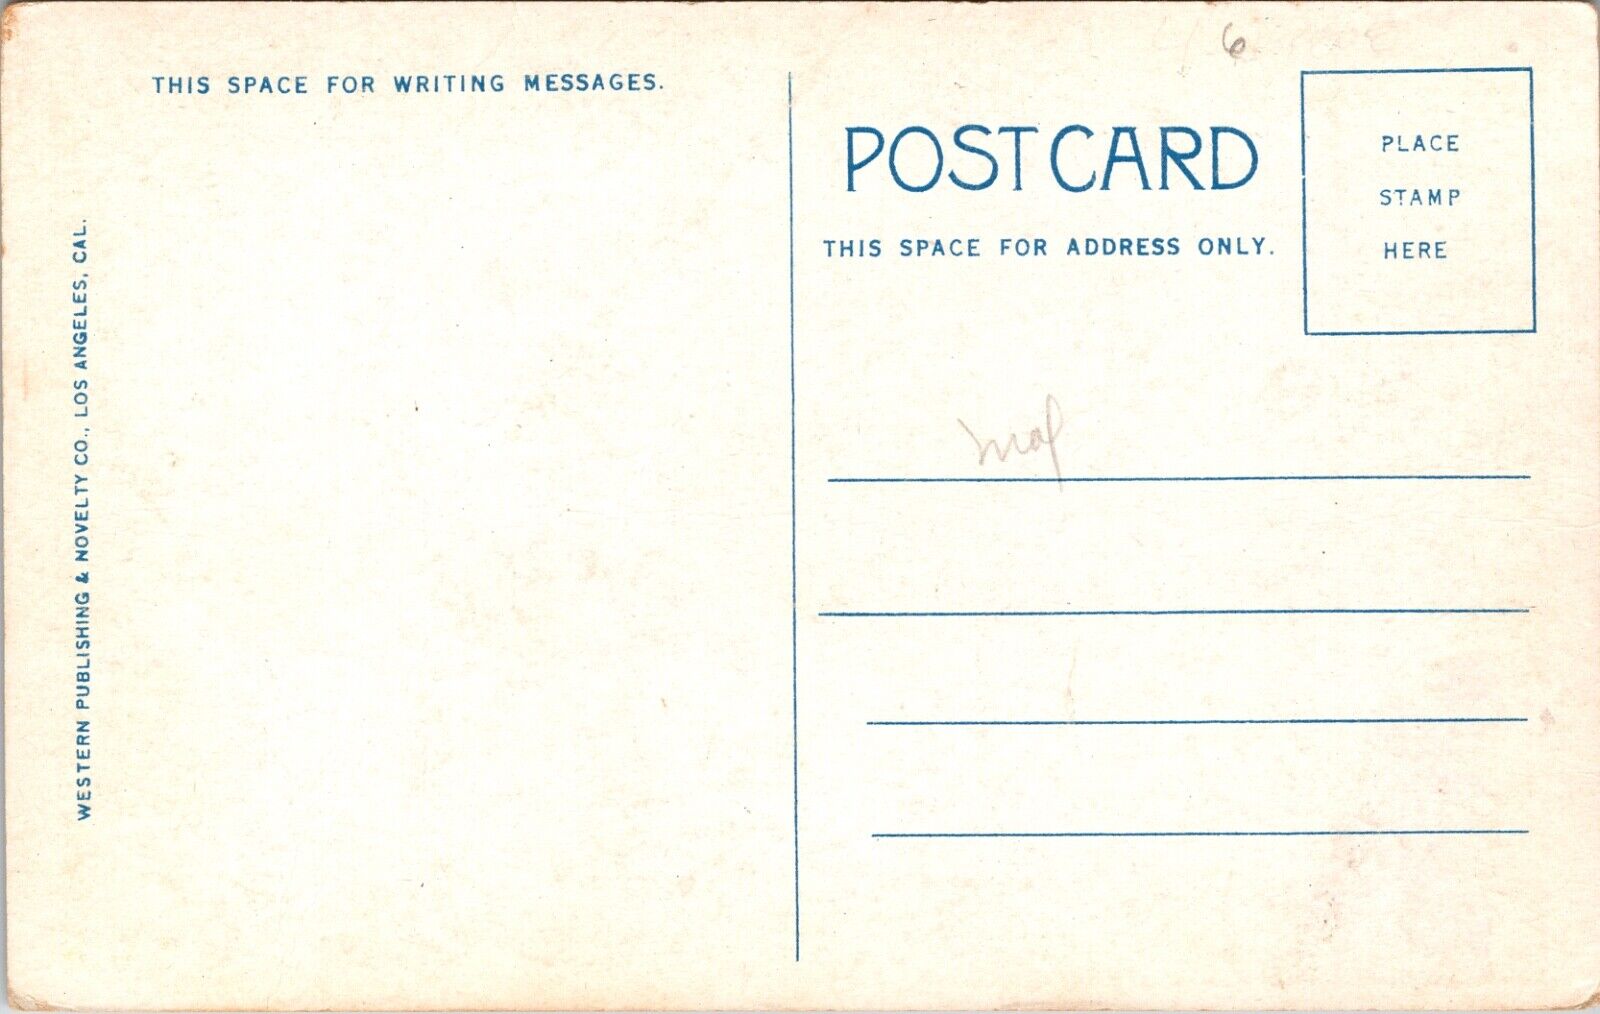 6
THIS SPACE FOR WRITING MESSAGES.
POSTCARD
THIS SPACE FOR ADDRESS ONLY.
PLACE
STAMP
HERE
WESTERN PUBLISHING & NOVELTY CO., LOS ANGELES, CAL.